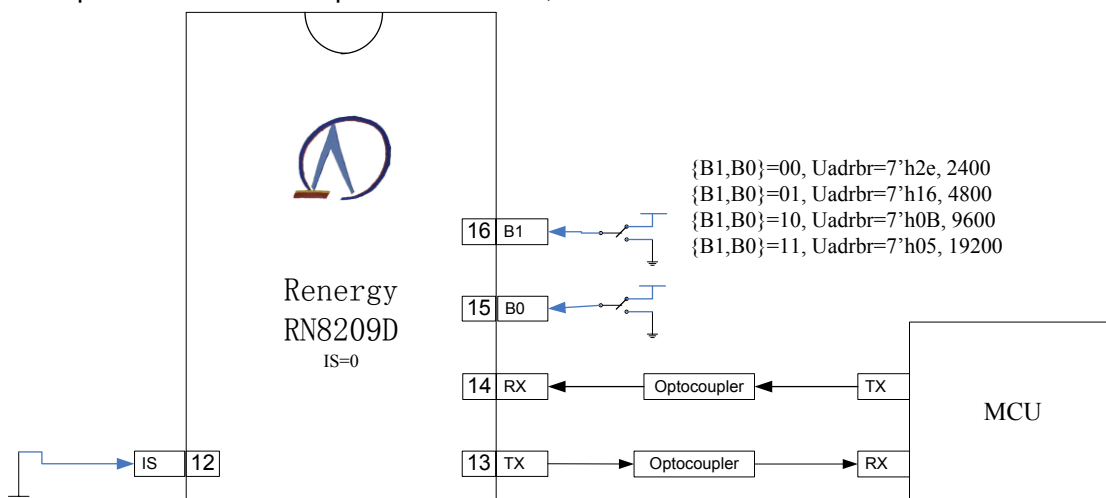 {B1,B0}=00, Uadrbr=7’h2e, 2400
{B1,B0}=01, Uadrbr=7’h16, 4800
{B1,B0}=10, Uadrbr=7’h0B, 9600
{B1,B0}=11, Uadrbr=7’h05, 19200
16 B1
Renergy
RN8209D
IS=0
15 B0
14 RX
Optocoupler
TX
MCU
IS 12
13 TX
Optocoupler
RX